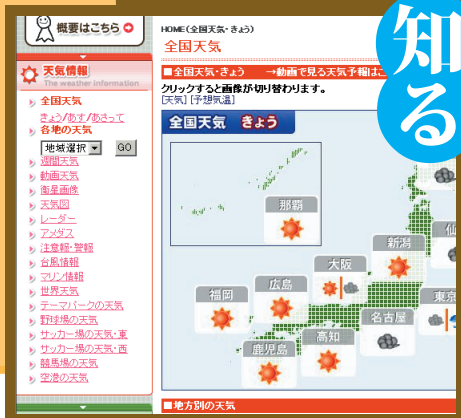 概要はこちら
天気情報
The weather information
全国天気
きょう/あす/あさって
各地の天気
地域選択 GO
週間天気
動画天気
衛星画像
天気図
レーダー
アメダス
注意報・警報
台風情報
マリン情報
世界天気
テーマパークの天気
野球場の天気
サッカー場の天気・東
サッカー場の天気・西
競馬場の天気
空港の天気
HOME(全国天気・きょう)
全国天気
■全国天気・きょう →動画で見る天気予報は
クリックすると画像が切り替わります。
[天気] [予想気温]
全国天気 きょう
那覇
新潟
大阪
広島
福岡
東京
名古屋
高知
鹿児島
■地方別の天気
知る